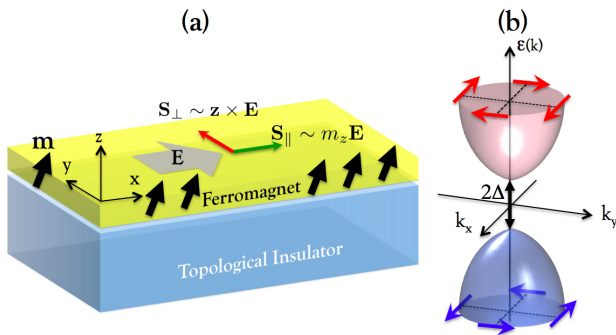 (a)
(b)
ε(k)
S⊥ ∼ z × E
S∥ ∼ m_z E
m
z
y
x
E
Ferromagnet
Topological Insulator
2Δ
k_x
k_y